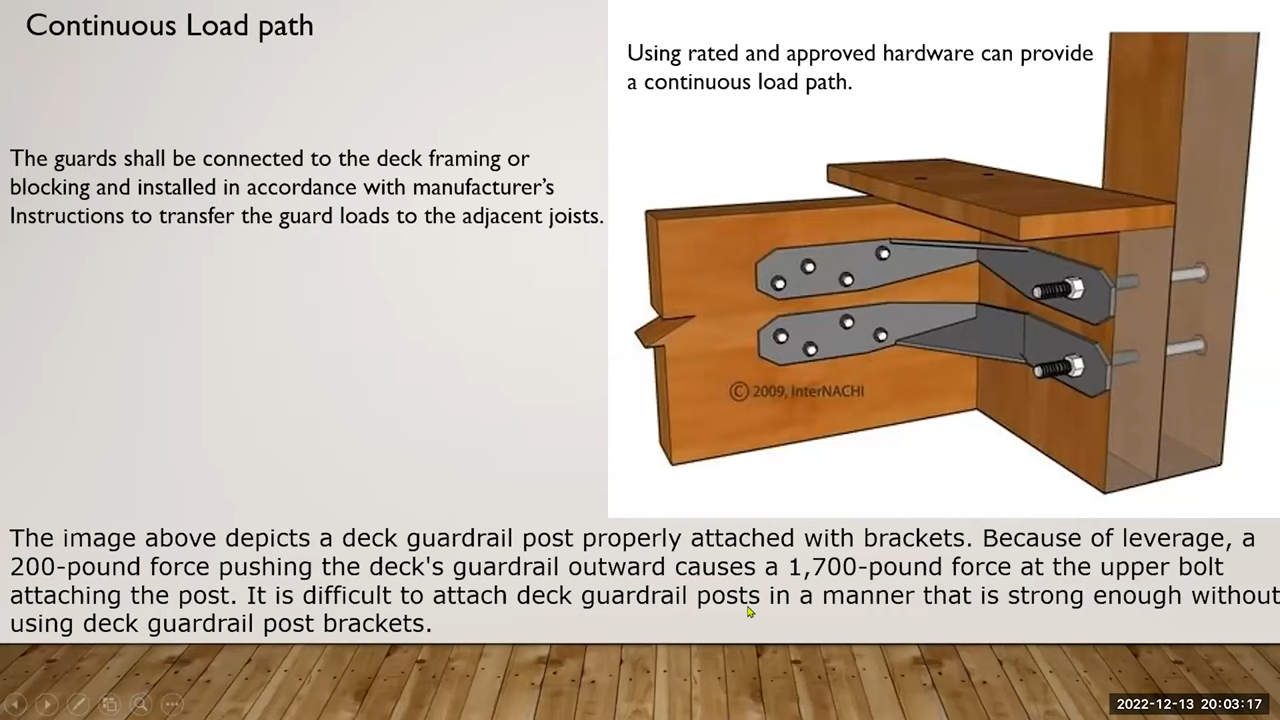 Continuous Load path
Using rated and approved hardware can provide
a continuous load path.
The guards shall be connected to the deck framing or
blocking and installed in accordance with manufacturer’s
Instructions to transfer the guard loads to the adjacent joists.
© 2009, InterNACHI
The image above depicts a deck guardrail post properly attached with brackets. Because of leverage, a
200-pound force pushing the deck's guardrail outward causes a 1,700-pound force at the upper bolt
attaching the post. It is difficult to attach deck guardrail posts in a manner that is strong enough without
using deck guardrail post brackets.
2022-12-13 20:03:17